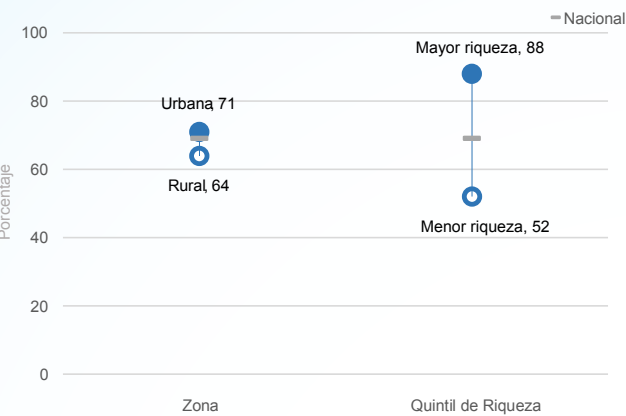 Nacional
100
80
60
40
20
0
Porcentaje
Urbana, 71
Rural, 64
Mayor riqueza, 88
Menor riqueza, 52
Zona
Quintil de Riqueza